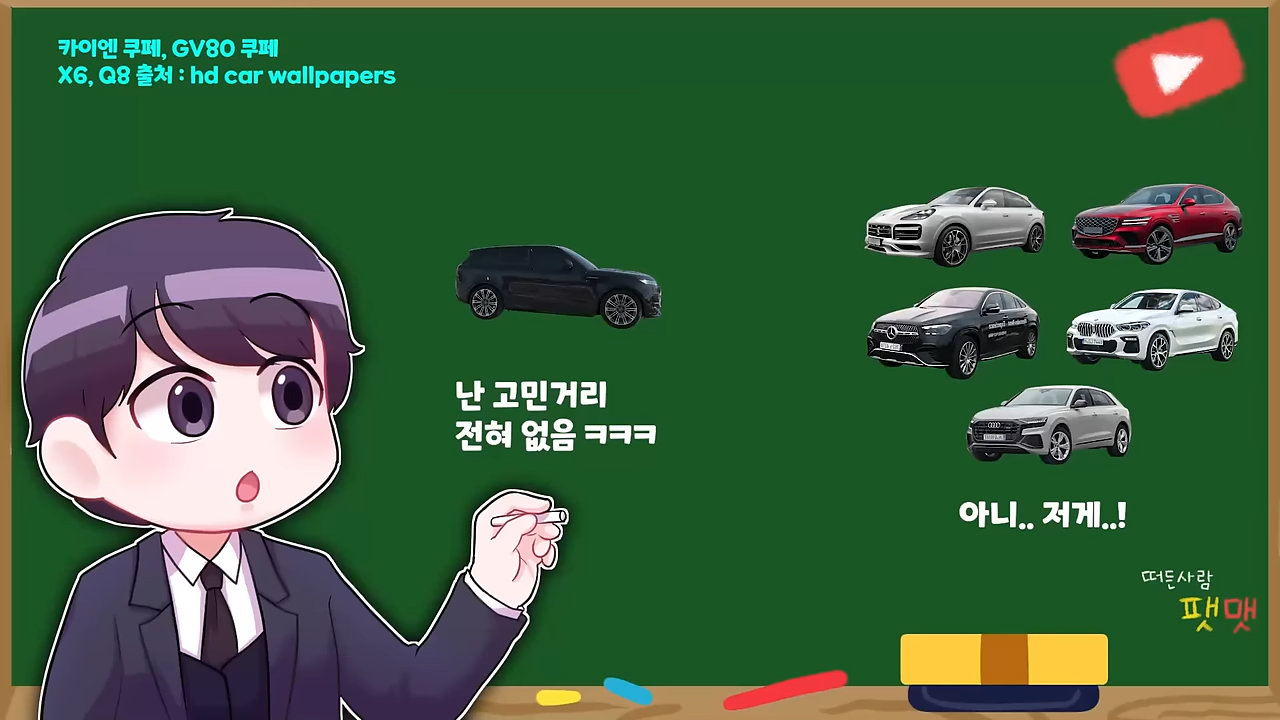 카이엔 쿠페, GV80 쿠페
X6, Q8 출처 : hd car wallpapers
난 고민거리
전혀 없음 ㅋㅋㅋ
아니.. 저게..!
떠든사람
팻맷